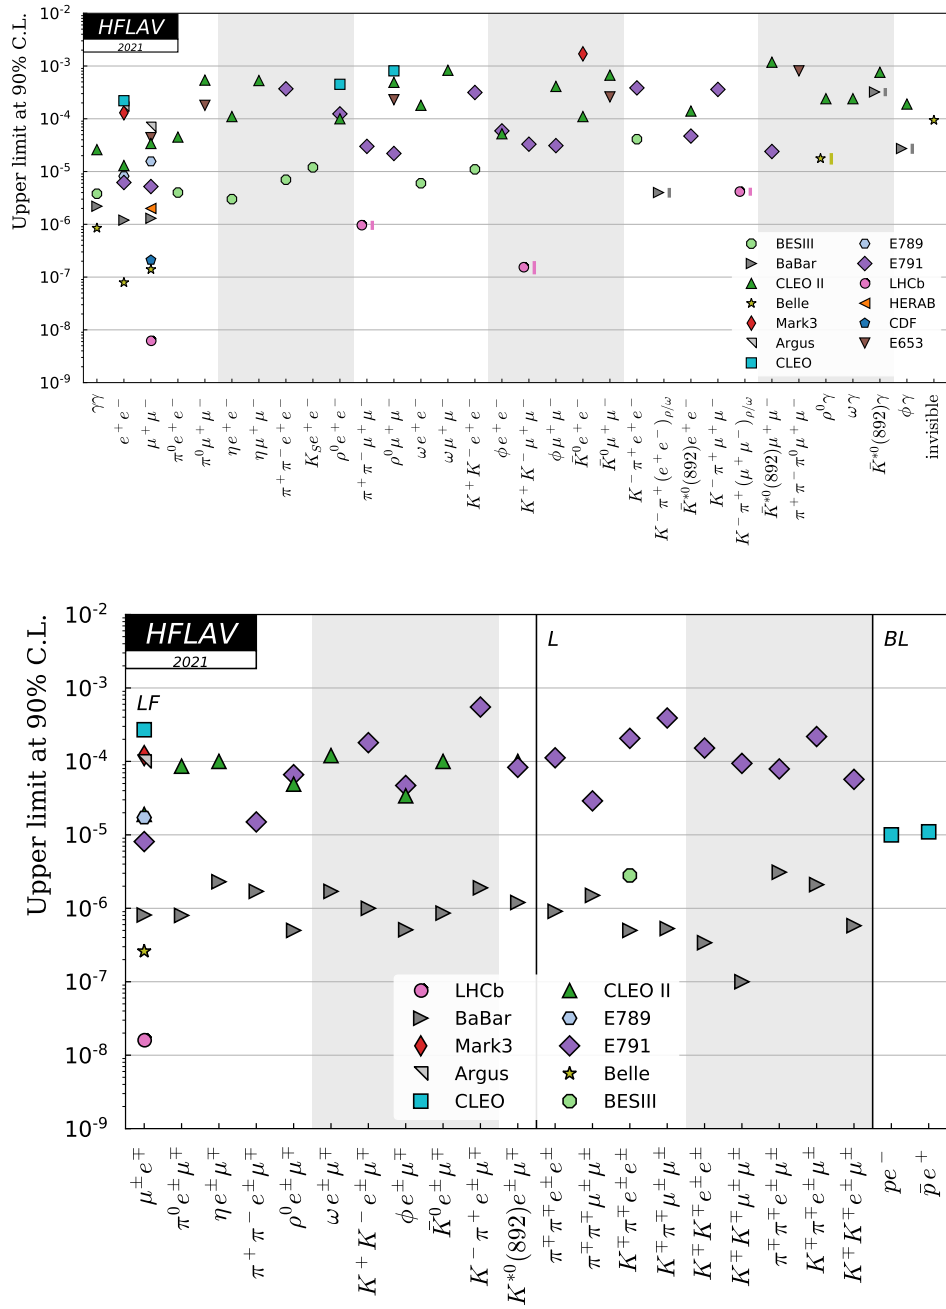 HFLAV
2021
Upper limit at 90% C.L.
10⁻²
10⁻³
10⁻⁴
10⁻⁵
10⁻⁶
10⁻⁷
10⁻⁸
10⁻⁹
BESIII
BaBar
CLEO II
Belle
Mark3
Argus
CLEO
E789
E791
LHCb
HERAB
CDF
E653
γγ
e⁺e⁻
μ⁺μ⁻
π⁰e⁺e⁻
π⁰μ⁺μ⁻
ηe⁺e⁻
ημ⁺μ⁻
π⁺π⁻e⁺e⁻
K_S e⁺e⁻
ρ⁰e⁺e⁻
π⁺π⁻μ⁺μ⁻
ρ⁰μ⁺μ⁻
ωe⁺e⁻
ωμ⁺μ⁻
K⁺K⁻e⁺e⁻
ϕe⁺e⁻
K⁺K⁻μ⁺μ⁻
ϕμ⁺μ⁻
K̄⁰e⁺e⁻
K̄⁰μ⁺μ⁻
K⁻π⁺e⁺e⁻
K⁻π⁺(e⁺e⁻)ρ/ω
K̄*⁰(892)e⁺e⁻
K⁻π⁺μ⁺μ⁻
K⁻π⁺(μ⁺μ⁻)ρ/ω
K̄*⁰(892)μ⁺μ⁻
π⁺π⁻π⁰μ⁺μ⁻
ρ⁰γ
ωγ
K̄*⁰(892)γ
ϕγ
invisible
HFLAV
2021
LF
L
BL
Upper limit at 90% C.L.
10⁻²
10⁻³
10⁻⁴
10⁻⁵
10⁻⁶
10⁻⁷
10⁻⁸
10⁻⁹
LHCb
BaBar
Mark3
Argus
CLEO
CLEO II
E789
E791
Belle
BESIII
μ±e∓
π⁰e±μ∓
ηe±μ∓
π⁺π⁻e±μ∓
ρ⁰e±μ∓
ωe±μ∓
K⁺K⁻e±μ∓
ϕe±μ∓
K̄⁰e±μ∓
K⁻π⁺e±μ∓
K*⁰(892)e±μ∓
π∓π∓e±e±
π∓π∓μ±μ±
K∓π∓e±e±
K∓π∓μ±μ±
K∓K∓e±e±
K∓K∓μ±μ±
π∓π∓e±μ±
K∓π∓e±μ±
K∓K∓e±μ±
pe⁻
p̄e⁺